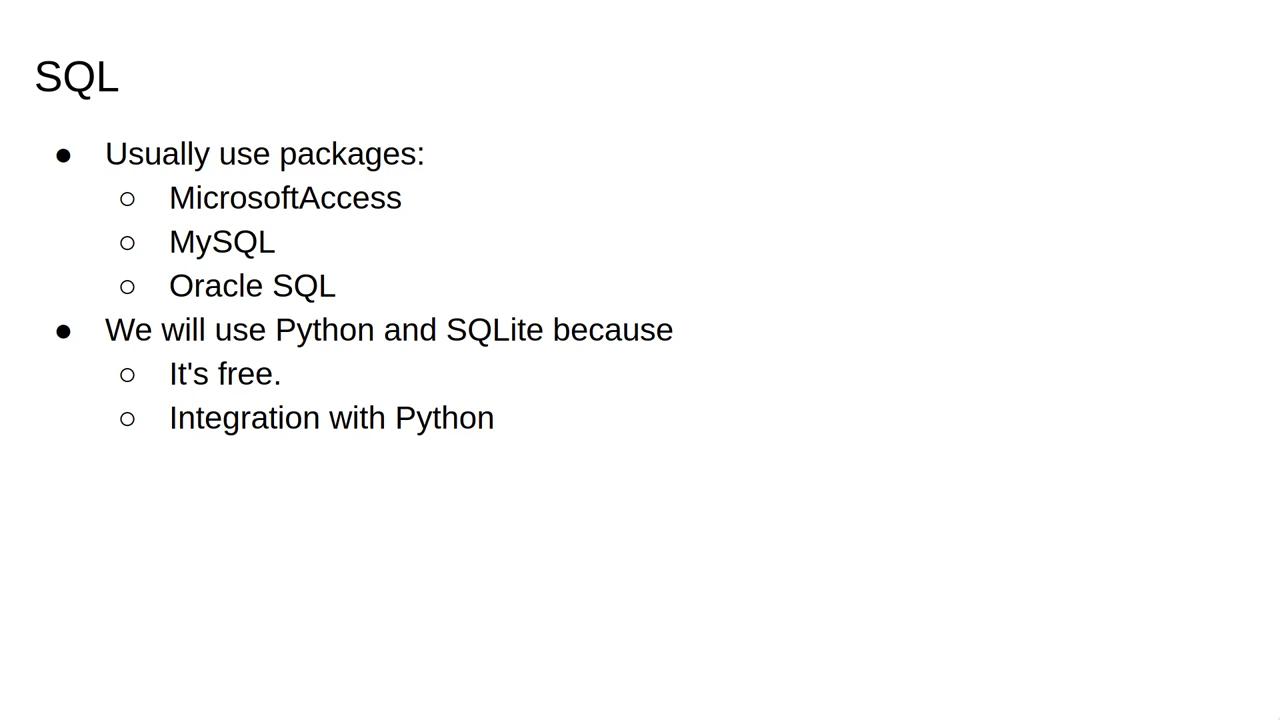 SQL
● Usually use packages:
○ MicrosoftAccess
○ MySQL
○ Oracle SQL
● We will use Python and SQLite because
○ It's free.
○ Integration with Python